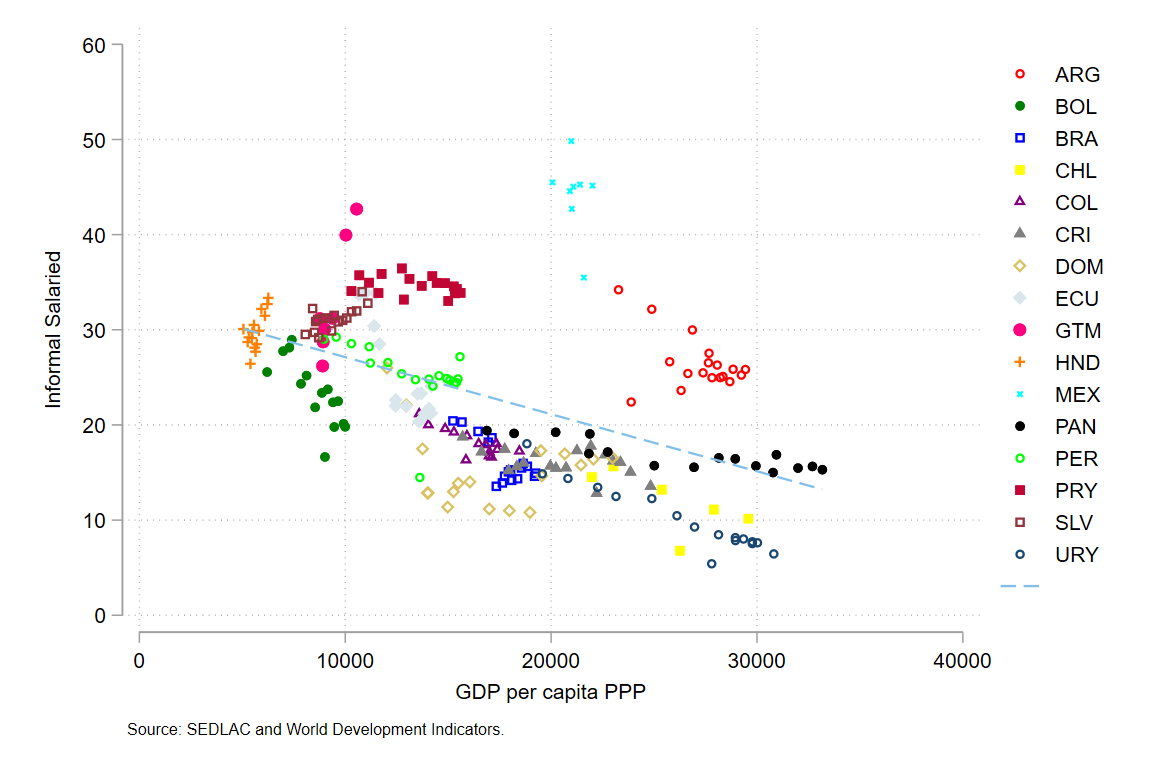 60
50
40
30
20
10
0
Informal Salaried
0 10000 20000 30000 40000
GDP per capita PPP
ARG
BOL
BRA
CHL
COL
CRI
DOM
ECU
GTM
HND
MEX
PAN
PER
PRY
SLV
URY
Source: SEDLAC and World Development Indicators.